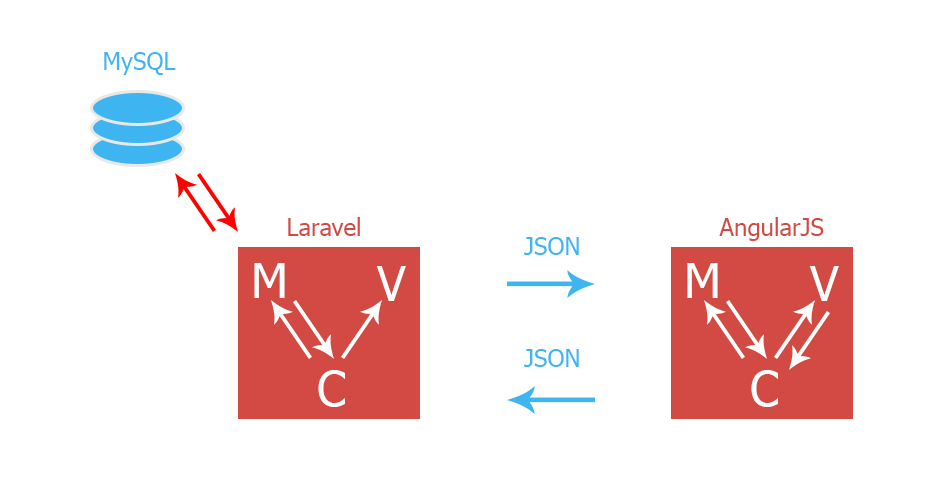 MySQL
Laravel
AngularJS
JSON
M V
M V
JSON
C
C